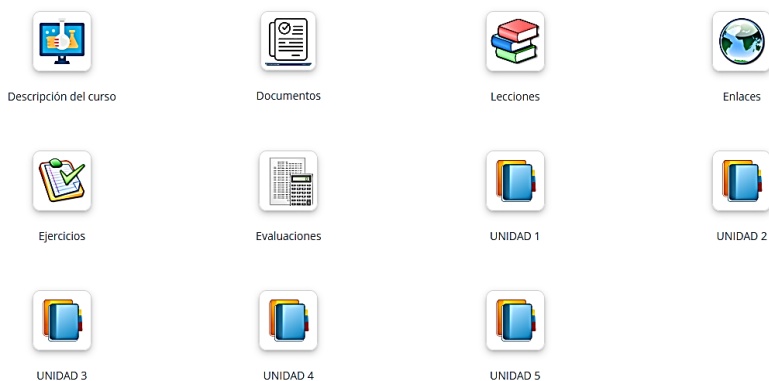 Descripción del curso
Documentos
Lecciones
Enlaces
Ejercicios
Evaluaciones
UNIDAD 1
UNIDAD 2
UNIDAD 3
UNIDAD 4
UNIDAD 5